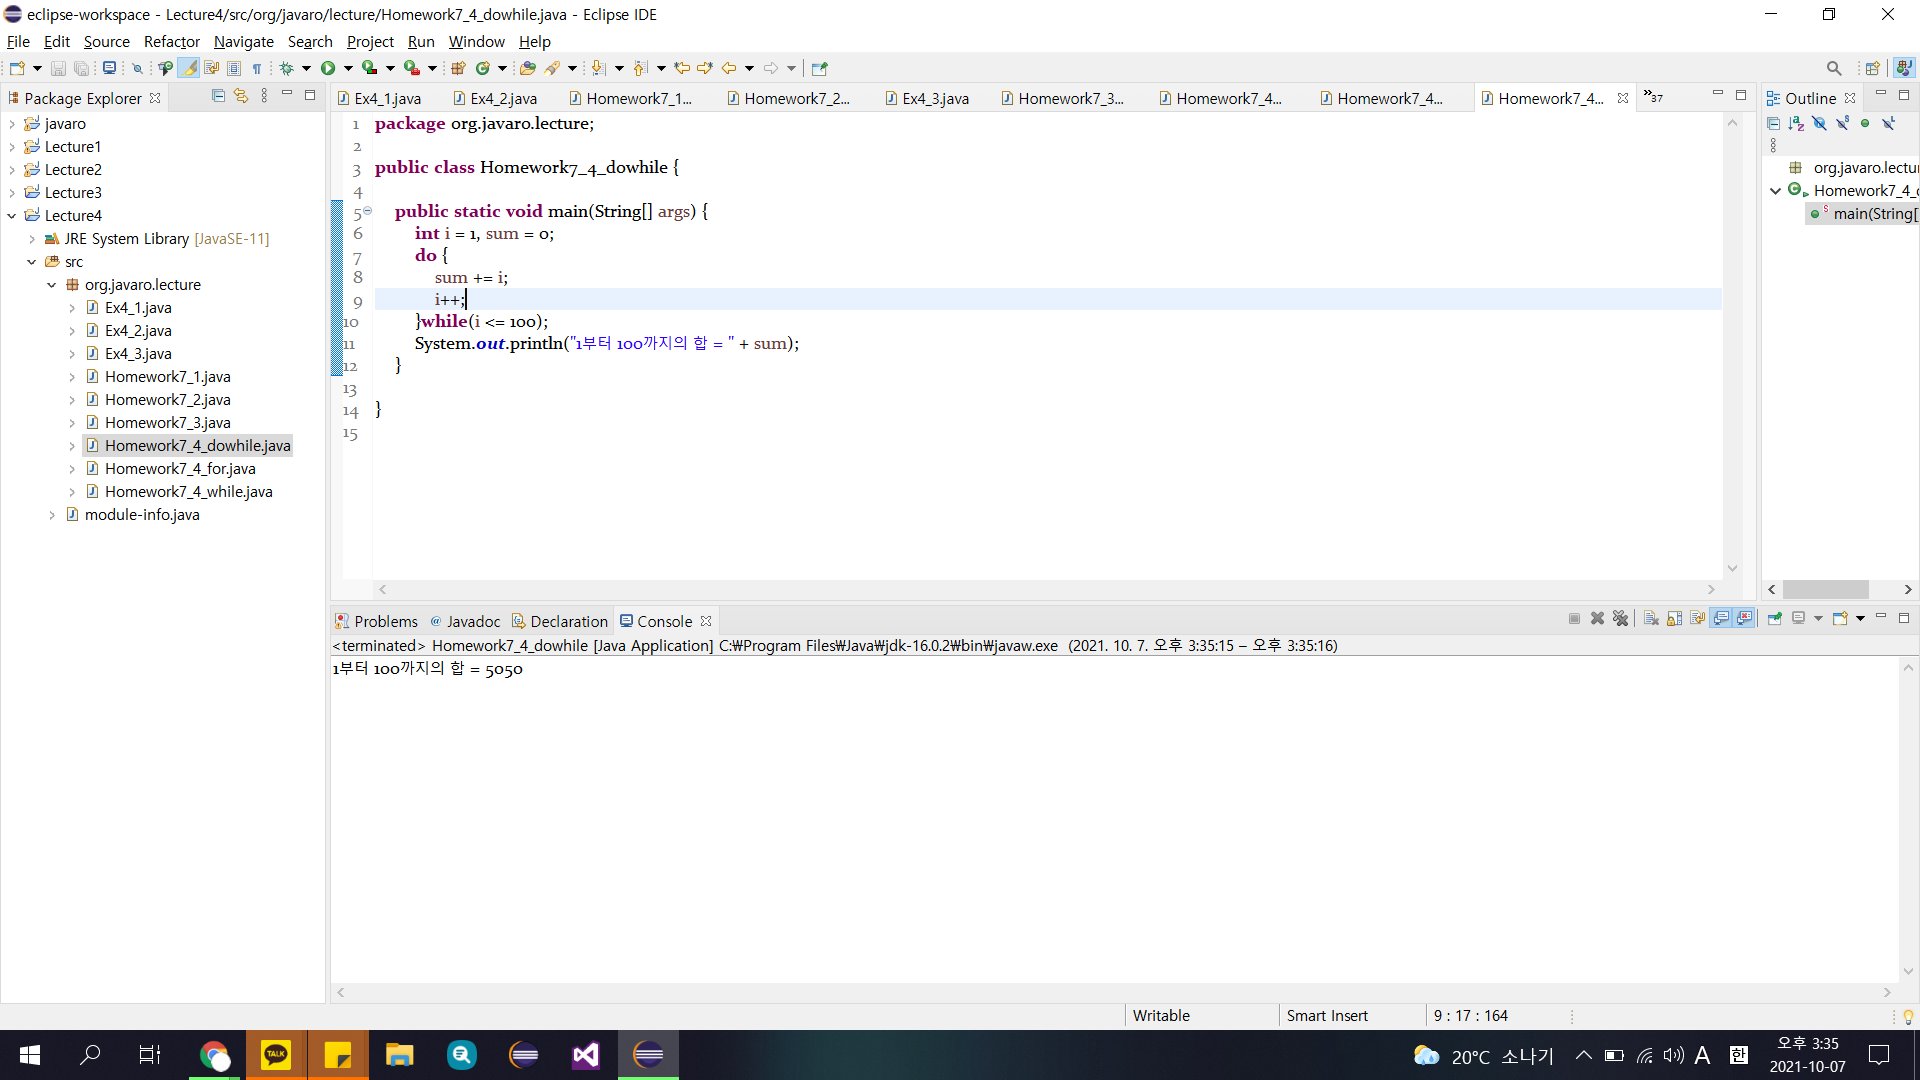 eclipse-workspace - Lecture4/src/org/javaro/lecture/Homework7_4_dowhile.java - Eclipse IDE
File Edit Source Refactor Navigate Search Project Run Window Help
Package Explorer
javaro
Lecture1
Lecture2
Lecture3
Lecture4
JRE System Library [JavaSE-11]
src
org.javaro.lecture
Ex4_1.java
Ex4_2.java
Ex4_3.java
Homework7_1.java
Homework7_2.java
Homework7_3.java
Homework7_4_dowhile.java
Homework7_4_for.java
Homework7_4_while.java
module-info.java
Ex4_1.java Ex4_2.java Homework7_1... Homework7_2... Ex4_3.java Homework7_3... Homework7_4... Homework7_4... Homework7_4... »37
1 package org.javaro.lecture;
2
3 public class Homework7_4_dowhile {
4
5 public static void main(String[] args) {
6 int i = 1, sum = 0;
7 do {
8 sum += i;
9 i++;
10 }while(i <= 100);
11 System.out.println("1부터 100까지의 합 = " + sum);
12 }
13
14 }
15
Outline
org.javaro.lectu
Homework7_4_
main(String[
Problems @ Javadoc Declaration Console
<terminated> Homework7_4_dowhile [Java Application] C:₩Program Files₩Java₩jdk-16.0.2₩bin₩javaw.exe (2021. 10. 7. 오후 3:35:15 – 오후 3:35:16)
1부터 100까지의 합 = 5050
Writable Smart Insert 9 : 17 : 164
TALK
20°C 소나기 A 한 오후 3:35
2021-10-07